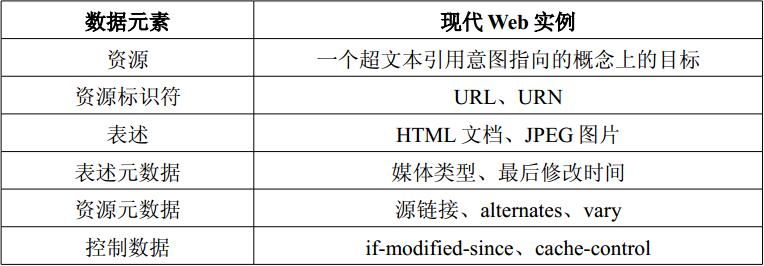 数据元素 现代 Web 实例
资源 一个超文本引用意图指向的概念上的目标
资源标识符 URL、URN
表述 HTML 文档、JPEG 图片
表述元数据 媒体类型、最后修改时间
资源元数据 源链接、alternates、vary
控制数据 if-modified-since、cache-control